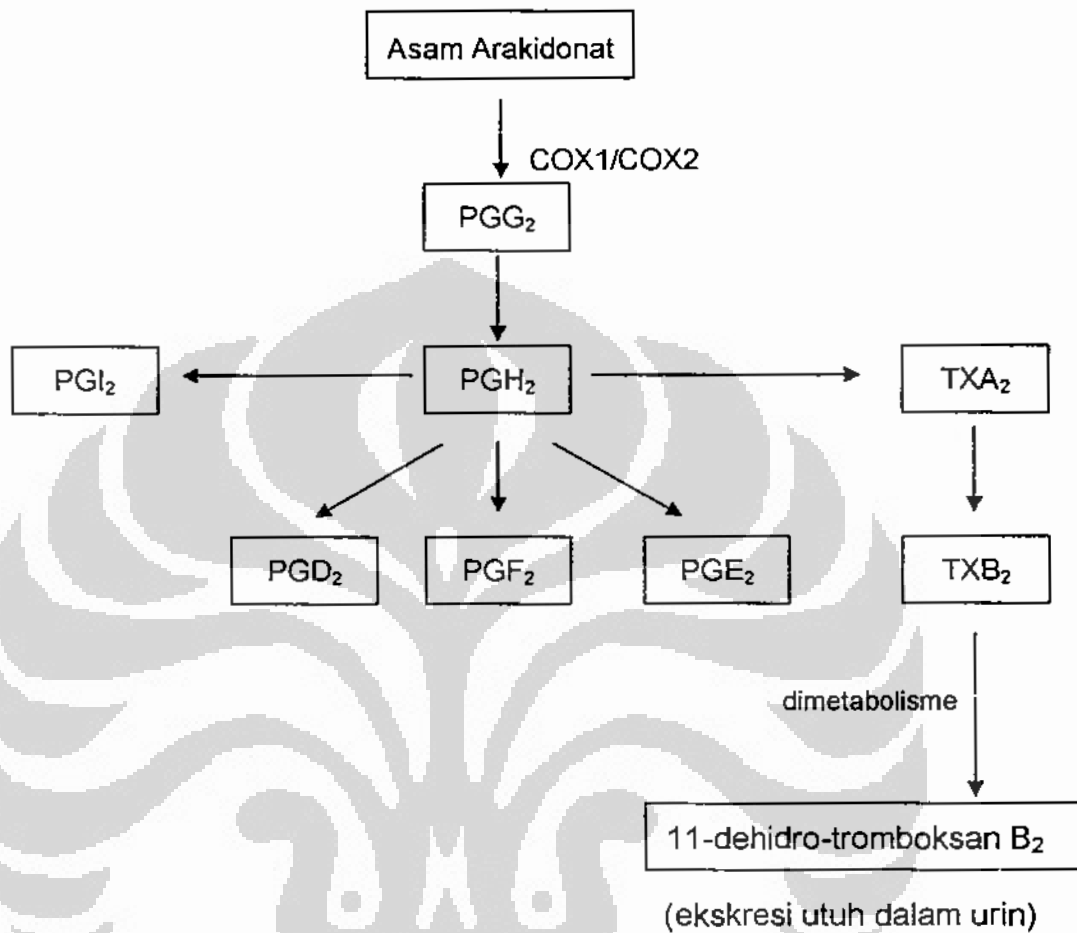 Asam Arakidonat
COX1/COX2
PGG₂
PGI₂
PGH₂
TXA₂
PGD₂
PGF₂
PGE₂
TXB₂
dimetabolisme
11-dehidro-tromboksan B₂
(ekskresi utuh dalam urin)